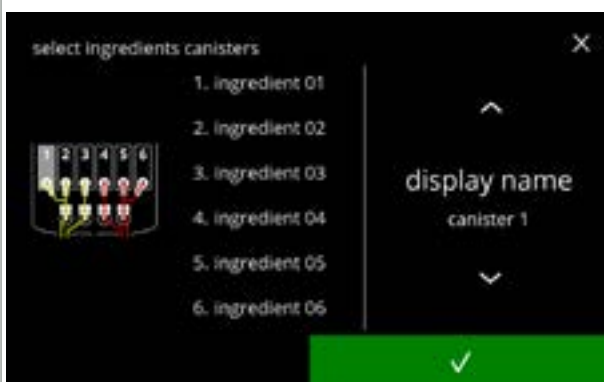 select ingredients canisters
1. ingredient 01
2. ingredient 02
3. ingredient 03
4. ingredient 04
5. ingredient 05
6. ingredient 06
1 2 3 4 5 6
display name
canister 1